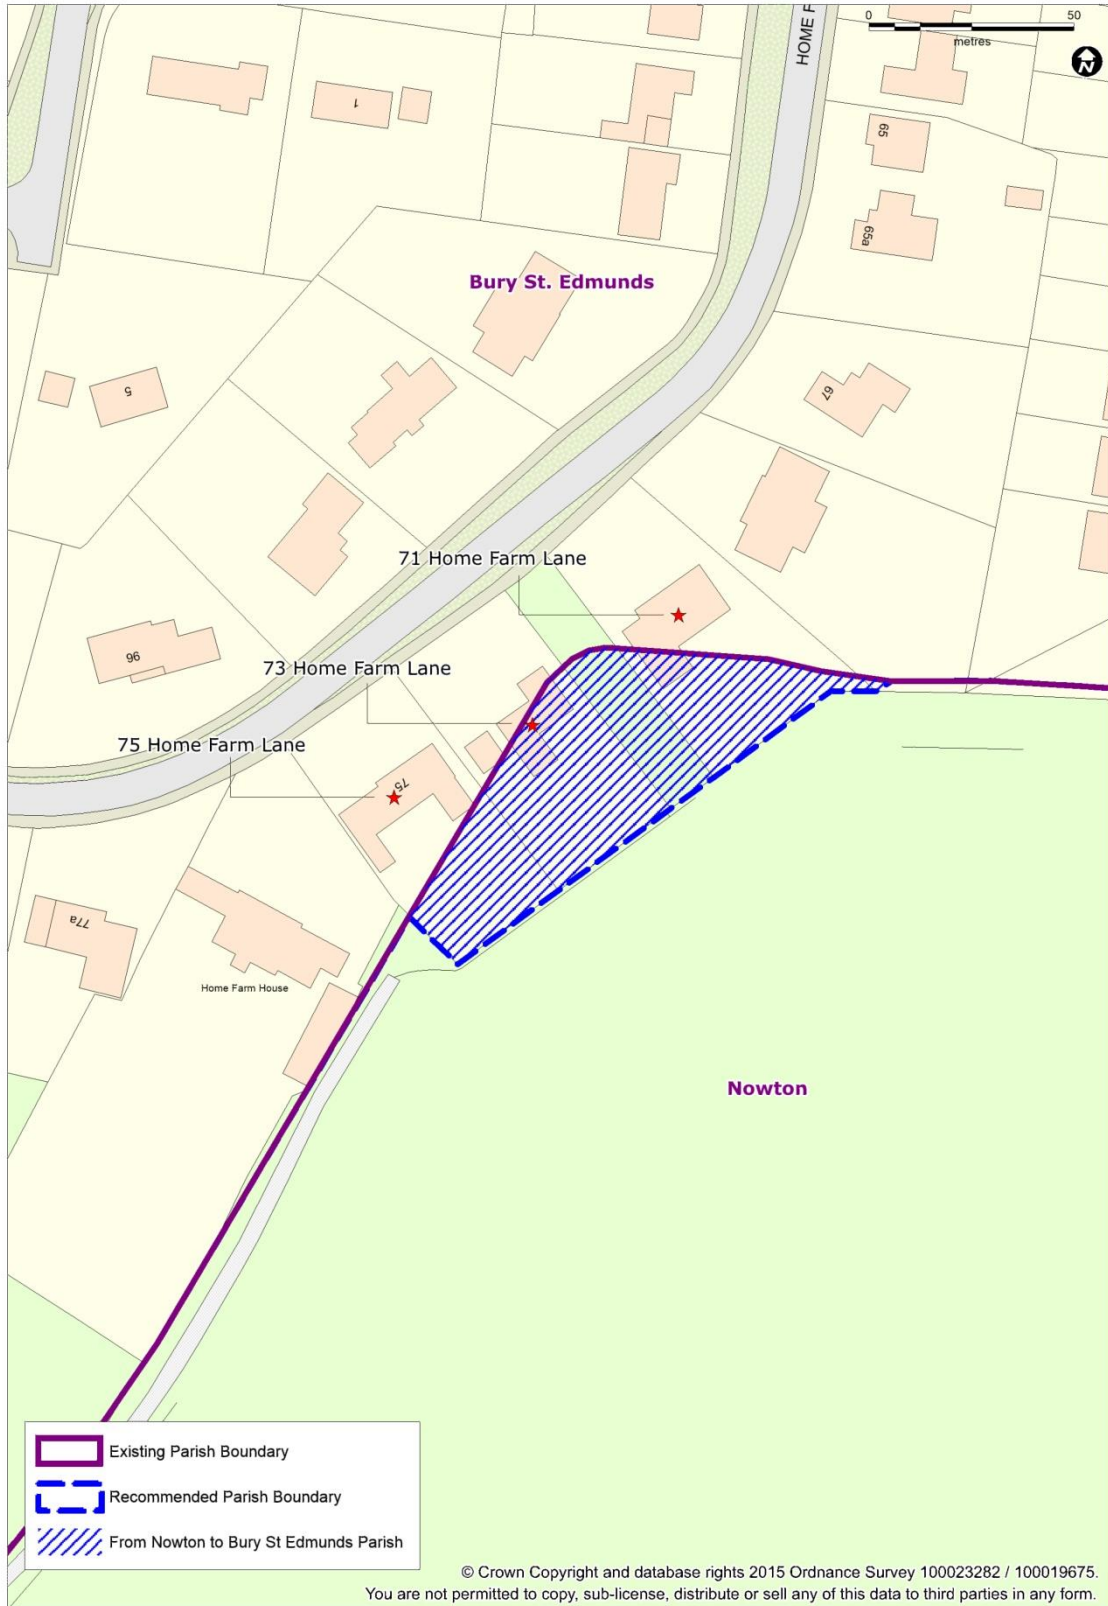 0 50
metres
N
HOME F
1
65
65a
Bury St. Edmunds
5
67
71 Home Farm Lane
96
73 Home Farm Lane
75 Home Farm Lane
75
77a
Home Farm House
Nowton
Existing Parish Boundary
Recommended Parish Boundary
From Nowton to Bury St Edmunds Parish
© Crown Copyright and database rights 2015 Ordnance Survey 100023282 / 100019675.
You are not permitted to copy, sub-license, distribute or sell any of this data to third parties in any form.